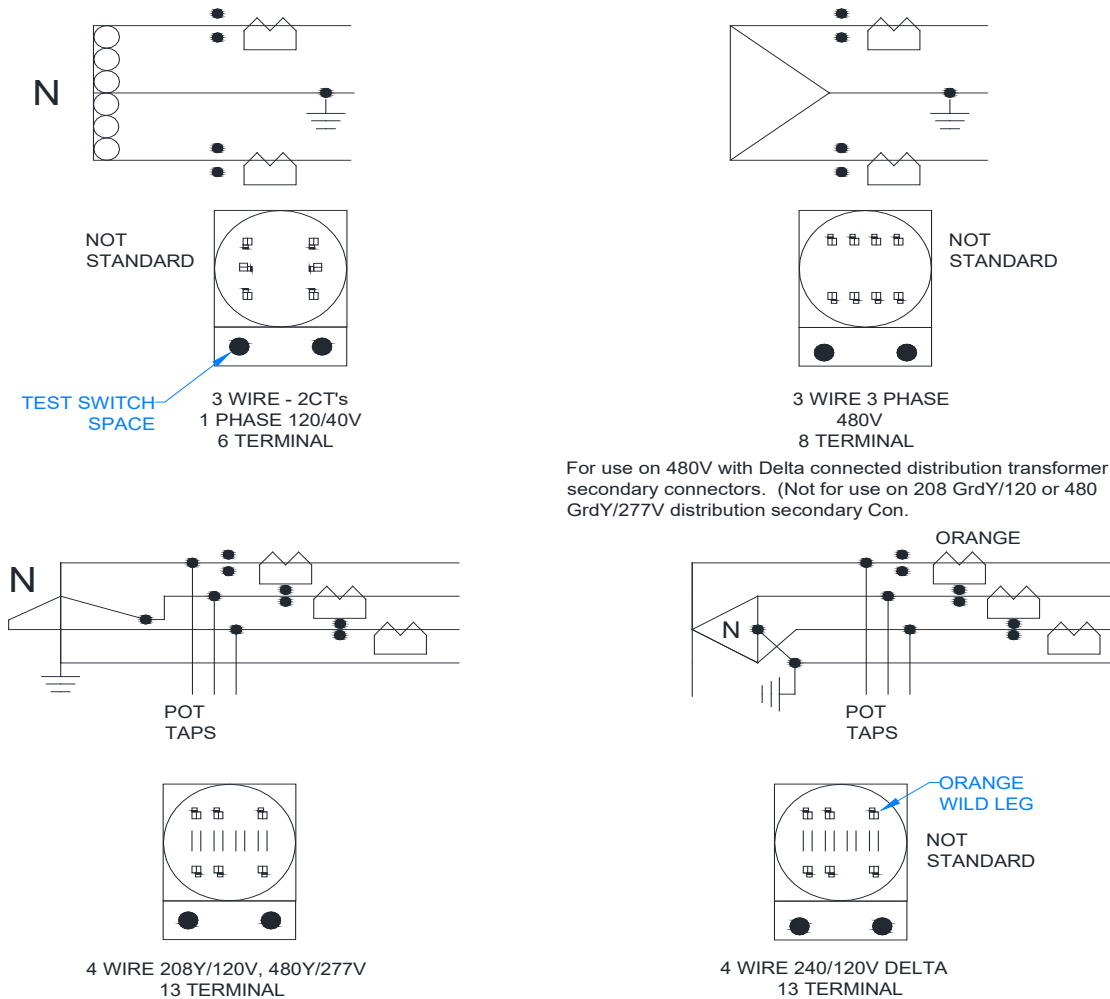 N
NOT
STANDARD
TEST SWITCH
SPACE
3 WIRE - 2CT's
1 PHASE 120/40V
6 TERMINAL
NOT
STANDARD
3 WIRE 3 PHASE
480V
8 TERMINAL
For use on 480V with Delta connected distribution transformer
secondary connectors. (Not for use on 208 GrdY/120 or 480
GrdY/277V distribution secondary Con.
N
POT
TAPS
4 WIRE 208Y/120V, 480Y/277V
13 TERMINAL
ORANGE
N
POT
TAPS
ORANGE
WILD LEG
NOT
STANDARD
4 WIRE 240/120V DELTA
13 TERMINAL